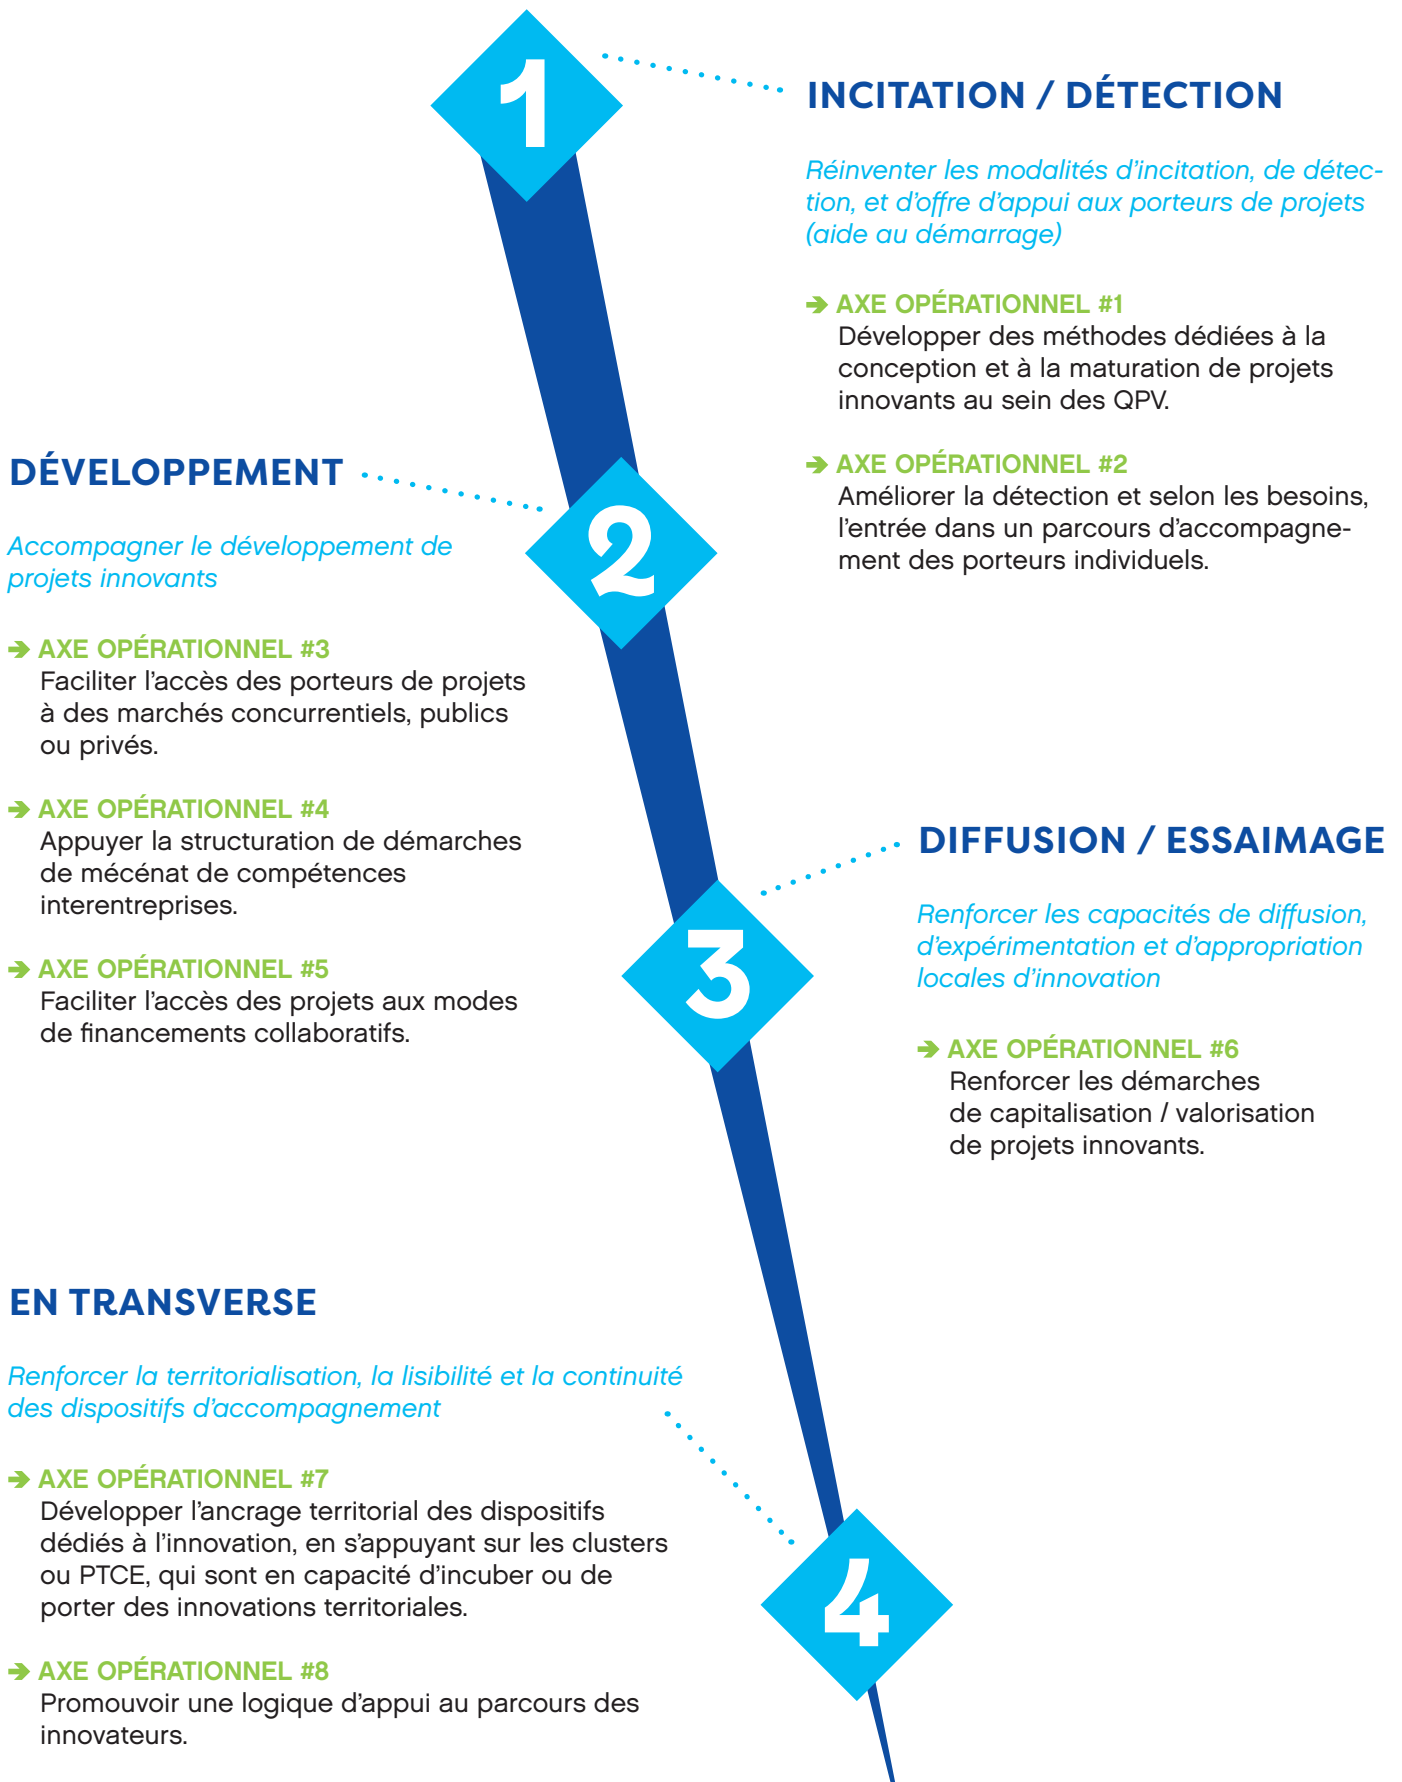 1
INCITATION / DÉTECTION
Réinventer les modalités d’incitation, de détec-
tion, et d’offre d’appui aux porteurs de projets
(aide au démarrage)
➔ AXE OPÉRATIONNEL #1
Développer des méthodes dédiées à la
conception et à la maturation de projets
innovants au sein des QPV.
➔ AXE OPÉRATIONNEL #2
Améliorer la détection et selon les besoins,
l’entrée dans un parcours d’accompagne-
ment des porteurs individuels.
2
DÉVELOPPEMENT
Accompagner le développement de
projets innovants
➔ AXE OPÉRATIONNEL #3
Faciliter l’accès des porteurs de projets
à des marchés concurrentiels, publics
ou privés.
➔ AXE OPÉRATIONNEL #4
Appuyer la structuration de démarches
de mécénat de compétences
interentreprises.
➔ AXE OPÉRATIONNEL #5
Faciliter l’accès des projets aux modes
de financements collaboratifs.
3
DIFFUSION / ESSAIMAGE
Renforcer les capacités de diffusion,
d’expérimentation et d’appropriation
locales d’innovation
➔ AXE OPÉRATIONNEL #6
Renforcer les démarches
de capitalisation / valorisation
de projets innovants.
4
EN TRANSVERSE
Renforcer la territorialisation, la lisibilité et la continuité
des dispositifs d’accompagnement
➔ AXE OPÉRATIONNEL #7
Développer l’ancrage territorial des dispositifs
dédiés à l’innovation, en s’appuyant sur les clusters
ou PTCE, qui sont en capacité d’incuber ou de
porter des innovations territoriales.
➔ AXE OPÉRATIONNEL #8
Promouvoir une logique d’appui au parcours des
innovateurs.